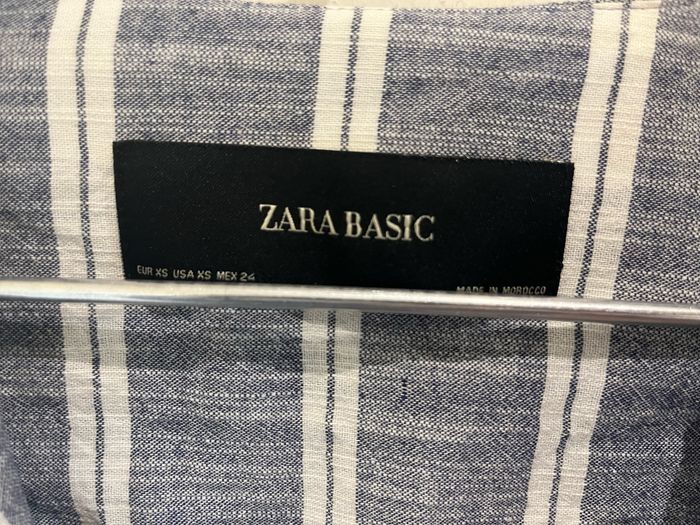 ZARA BASIC
EUR XS USA XS MEX 24
MADE IN MOROCCO